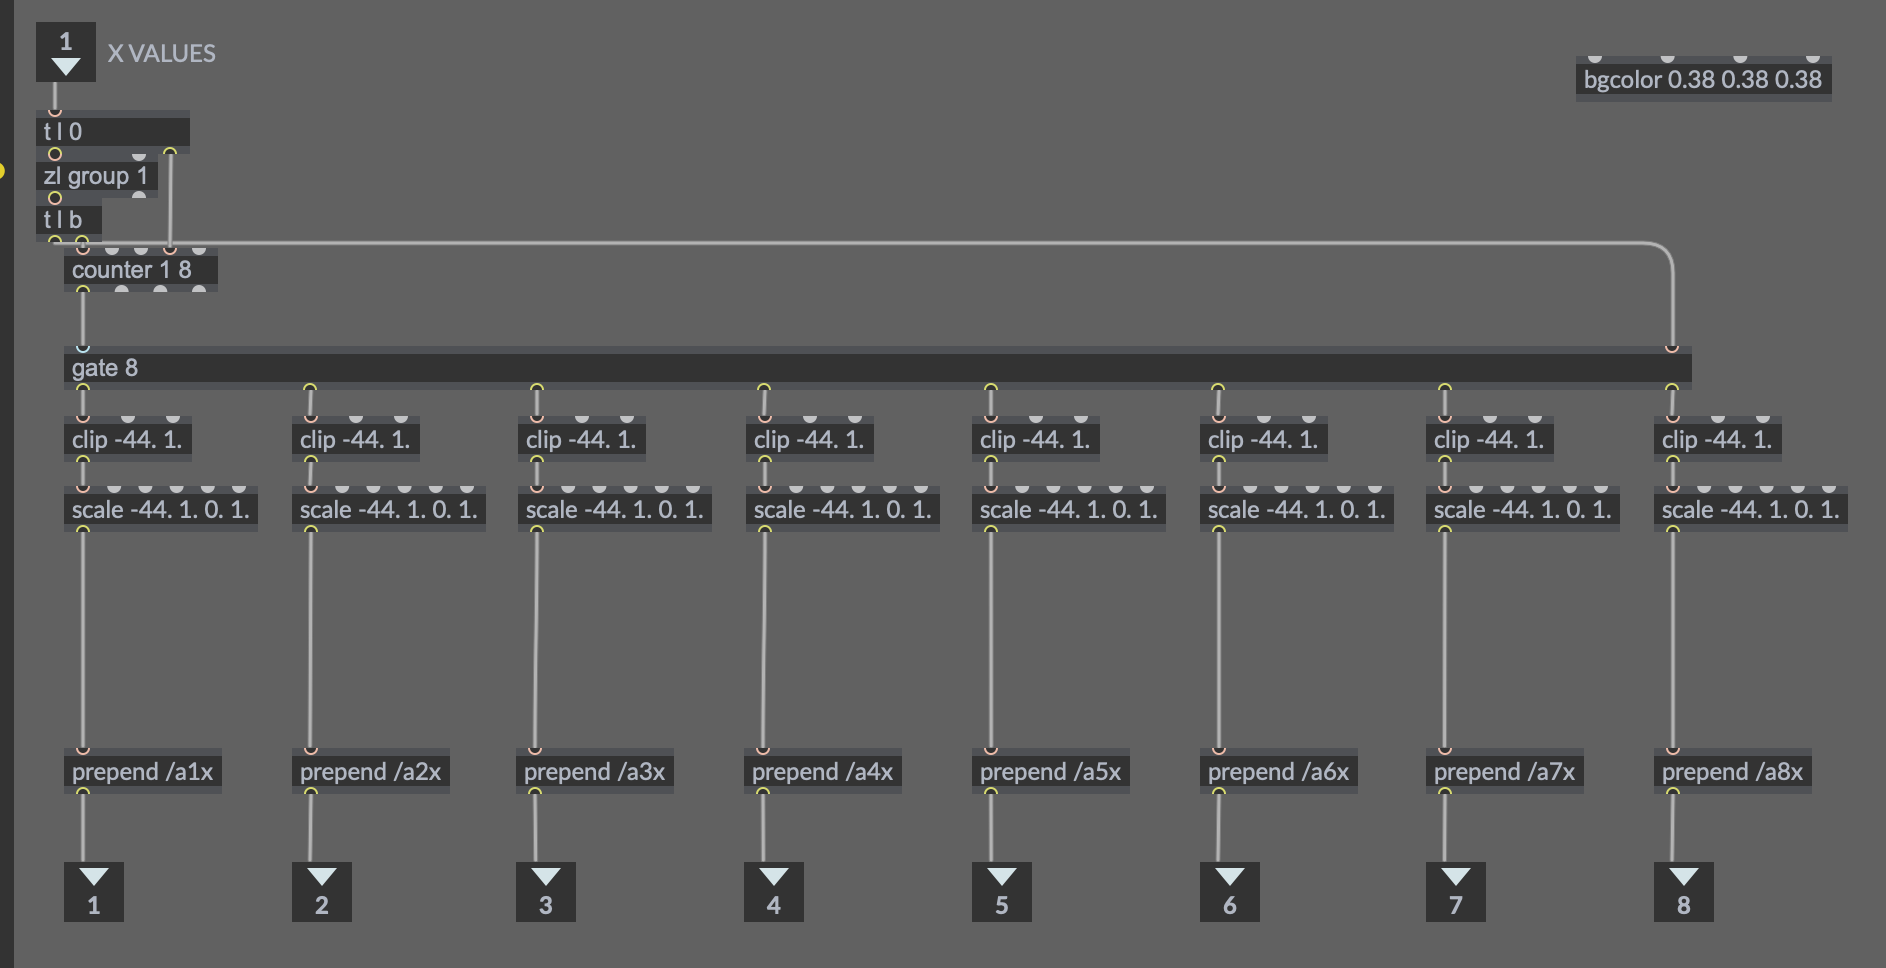 1
X VALUES
bgcolor 0.38 0.38 0.38
t l 0
zl group 1
t l b
counter 1 8
gate 8
clip -44. 1. clip -44. 1. clip -44. 1. clip -44. 1. clip -44. 1. clip -44. 1. clip -44. 1. clip -44. 1.
scale -44. 1. 0. 1. scale -44. 1. 0. 1. scale -44. 1. 0. 1. scale -44. 1. 0. 1. scale -44. 1. 0. 1. scale -44. 1. 0. 1. scale -44. 1. 0. 1. scale -44. 1. 0. 1.
prepend /a1x prepend /a2x prepend /a3x prepend /a4x prepend /a5x prepend /a6x prepend /a7x prepend /a8x
1 2 3 4 5 6 7 8